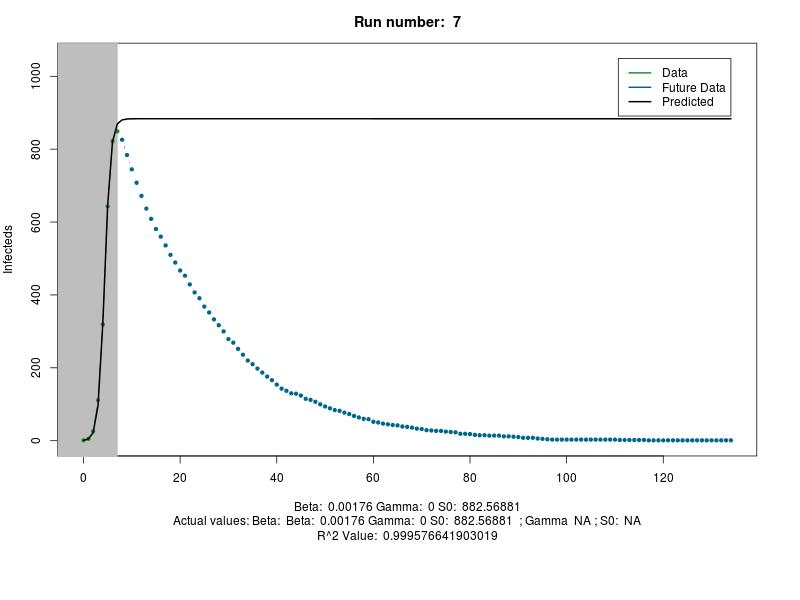 Run number: 7
1000
800
600
400
200
0
Infecteds
Data
Future Data
Predicted
0 20 40 60 80 100 120
Beta: 0.00176 Gamma: 0 S0: 882.56881
Actual values: Beta: Beta: 0.00176 Gamma: 0 S0: 882.56881 ; Gamma NA ; S0: NA
R^2 Value: 0.999576641903019